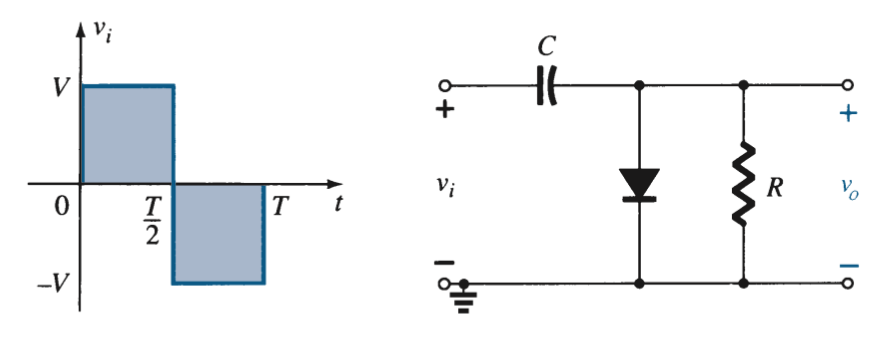 v_i
V
0
T/2
T
t
–V
C
+
+
v_i
R
v_o
–
–